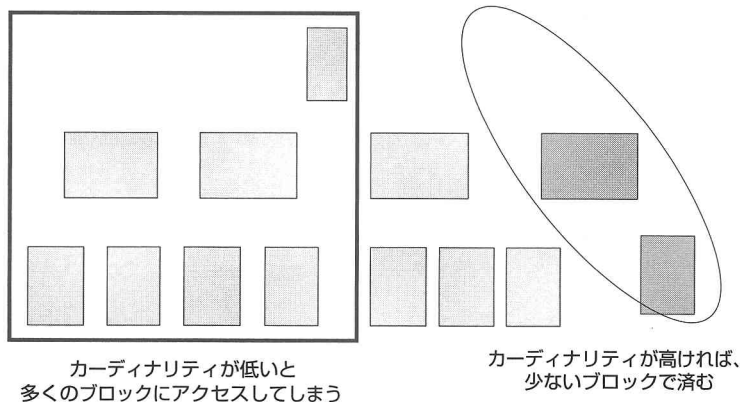 カーディナリティが低いと
多くのブロックにアクセスしてしまう
カーディナリティが高ければ、
少ないブロックで済む